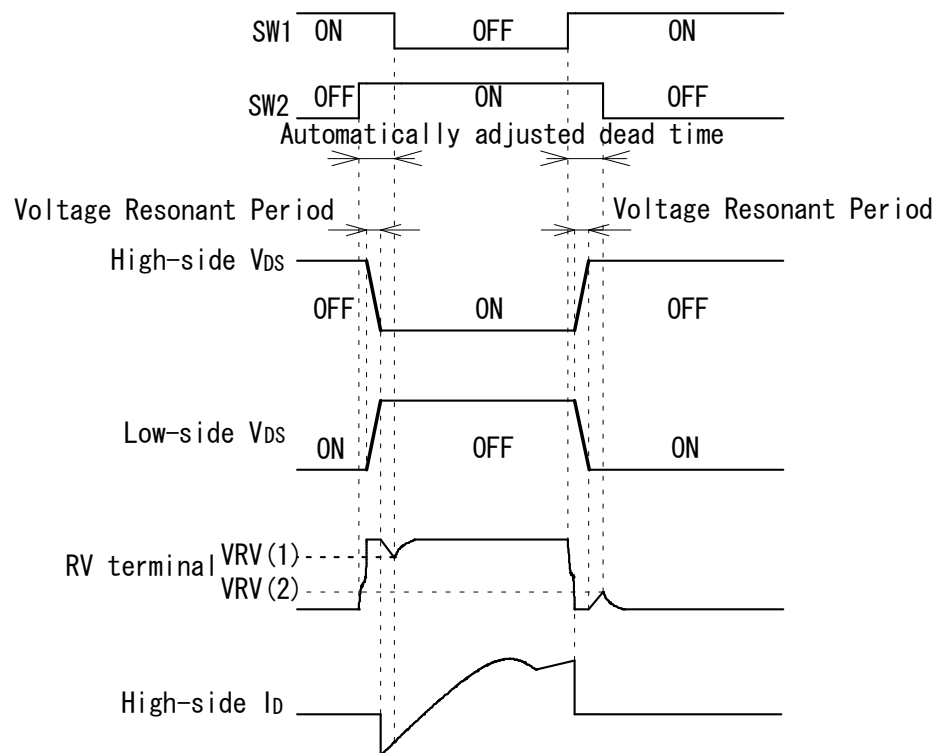 SW1 ON OFF ON
SW2 OFF ON OFF
Automatically adjusted dead time
Voltage Resonant Period Voltage Resonant Period
High-side VDS
OFF ON OFF
Low-side VDS
ON OFF ON
RV terminal
VRV(1)
VRV(2)
High-side ID